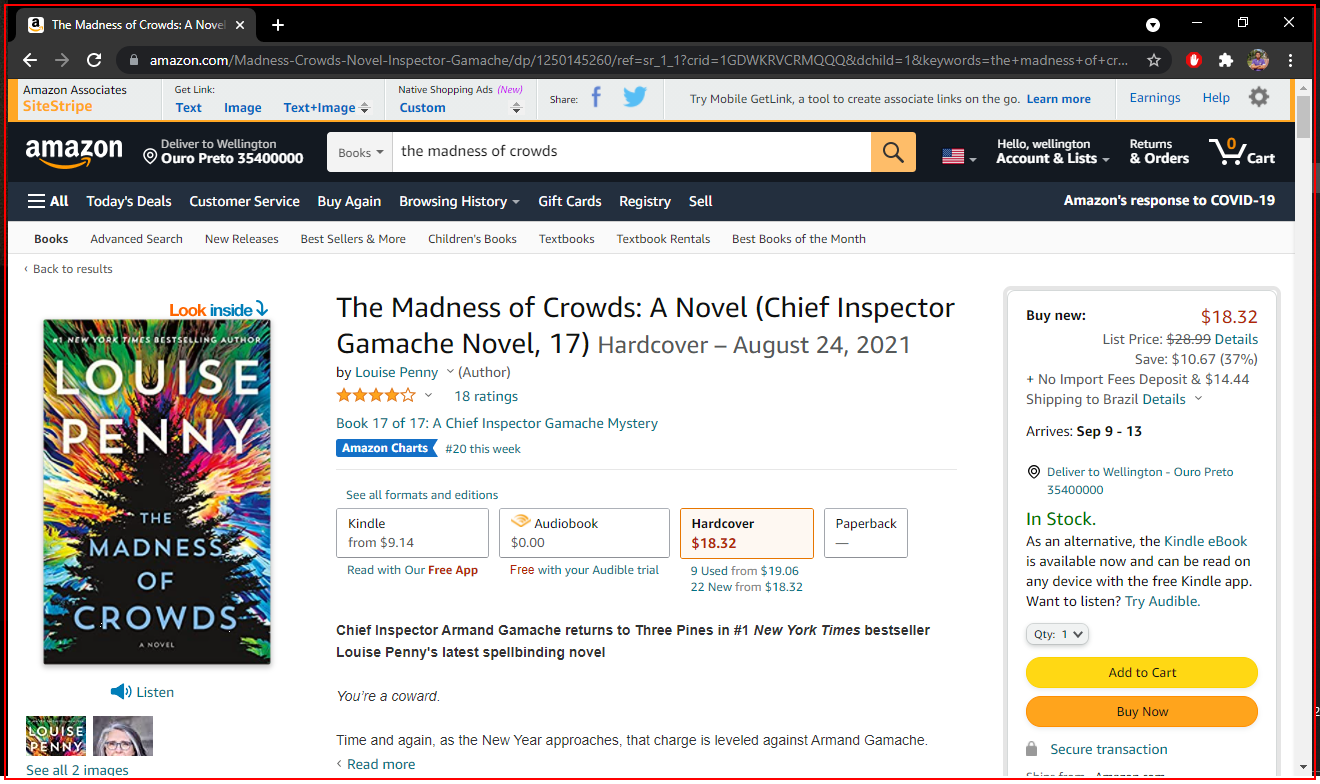 The Madness of Crowds: A Novel
amazon.com/Madness-Crowds-Novel-Inspector-Gamache/dp/1250145260/ref=sr_1_1?crid=1GDWKRVCRMQQQ&dchild=1&keywords=the+madness+of+cr...
Amazon Associates
SiteStripe
Get Link:
Text Image Text+Image
Native Shopping Ads (New)
Custom
Share:
Try Mobile GetLink, a tool to create associate links on the go. Learn more
Earnings Help
amazon
Deliver to Wellington
Ouro Preto 35400000
Books
the madness of crowds
Hello, wellington
Account & Lists
Returns
& Orders
0
Cart
All Today's Deals Customer Service Buy Again Browsing History Gift Cards Registry Sell
Amazon's response to COVID-19
Books Advanced Search New Releases Best Sellers & More Children's Books Textbooks Textbook Rentals Best Books of the Month
‹ Back to results
Look inside
#1 NEW YORK TIMES BESTSELLING AUTHOR
LOUISE
PENNY
THE
MADNESS
OF
CROWDS
A NOVEL
Listen
LOUISE
PENNY
See all 2 images
The Madness of Crowds: A Novel (Chief Inspector
Gamache Novel, 17) Hardcover – August 24, 2021
by Louise Penny (Author)
18 ratings
Book 17 of 17: A Chief Inspector Gamache Mystery
Amazon Charts #20 this week
See all formats and editions
Kindle
from $9.14
Read with Our Free App
Audiobook
$0.00
Free with your Audible trial
Hardcover
$18.32
9 Used from $19.06
22 New from $18.32
Paperback
—
Chief Inspector Armand Gamache returns to Three Pines in #1 New York Times bestseller
Louise Penny's latest spellbinding novel
You're a coward.
Time and again, as the New Year approaches, that charge is leveled against Armand Gamache.
‹ Read more
Buy new: $18.32
List Price: $28.99 Details
Save: $10.67 (37%)
+ No Import Fees Deposit & $14.44
Shipping to Brazil Details
Arrives: Sep 9 - 13
Deliver to Wellington - Ouro Preto
35400000
In Stock.
As an alternative, the Kindle eBook
is available now and can be read on
any device with the free Kindle app.
Want to listen? Try Audible.
Qty: 1
Add to Cart
Buy Now
Secure transaction
Ships from Amazon.com